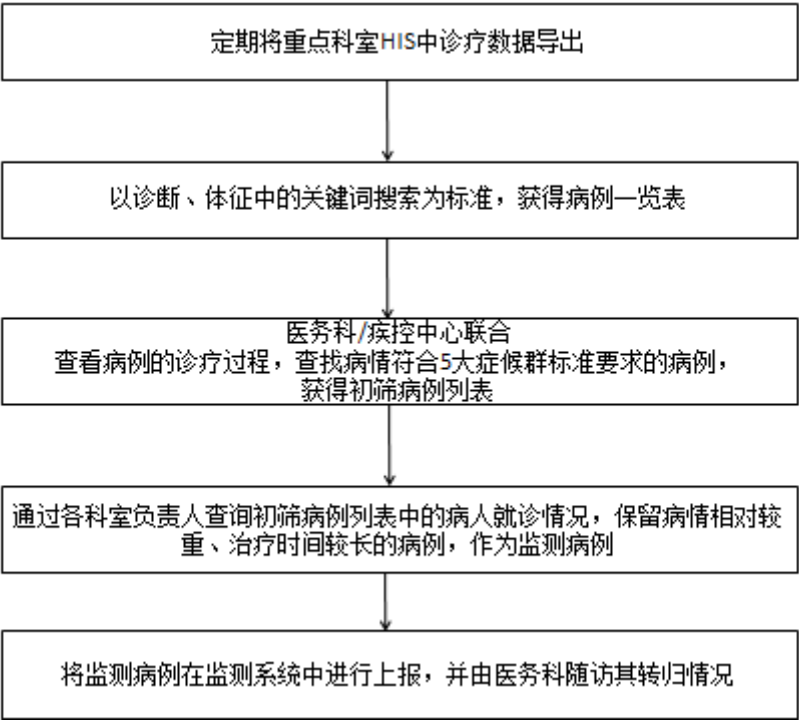 定期将重点科室HIS中诊疗数据导出
以诊断、体征中的关键词搜索为标准，获得病例一览表
医务科/疾控中心联合
查看病例的诊疗过程，查找病情符合5大症候群标准要求的病例，
获得初筛病例列表
通过各科室负责人查询初筛病例列表中的病人就诊情况，保留病情相对较
重、治疗时间较长的病例，作为监测病例
将监测病例在监测系统中进行上报，并由医务科随访其转归情况